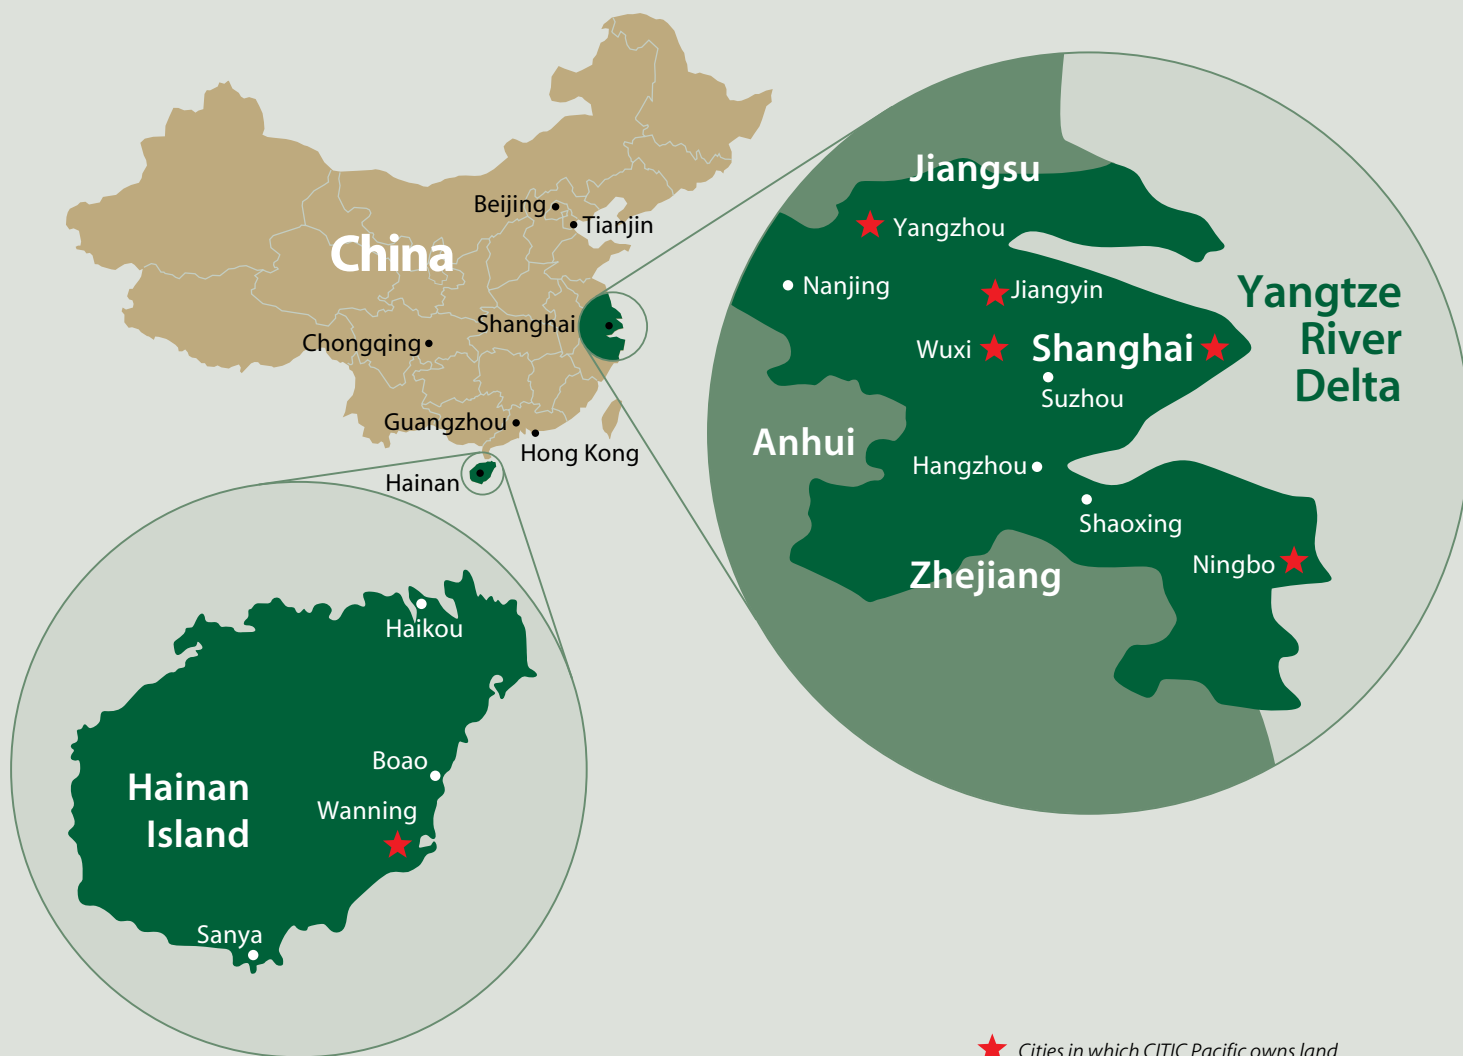 China
Beijing
Tianjin
Shanghai
Chongqing
Guangzhou
Hong Kong
Hainan
Jiangsu
Yangzhou
Nanjing
Jiangyin
Wuxi
Shanghai
Suzhou
Yangtze
River
Delta
Anhui
Hangzhou
Shaoxing
Zhejiang
Ningbo
Haikou
Boao
Wanning
Hainan
Island
Sanya
Cities in which CITIC Pacific owns land